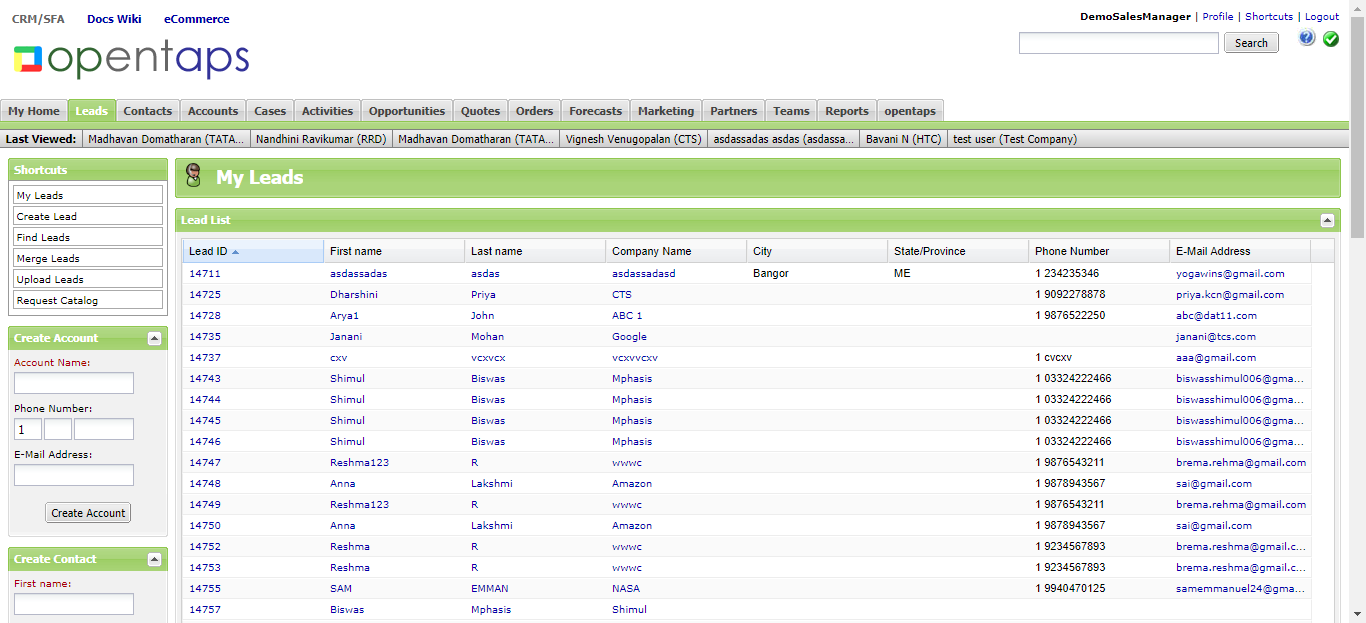 CRM/SFA Docs Wiki eCommerce
DemoSalesManager | Profile | Shortcuts | Logout
opentaps
Search
My Home Leads Contacts Accounts Cases Activities Opportunities Quotes Orders Forecasts Marketing Partners Teams Reports opentaps
Last Viewed: Madhavan Domatharan (TATA... Nandhini Ravikumar (RRD) Madhavan Domatharan (TATA... Vignesh Venugopalan (CTS) asdassadas asdas (asdassa... Bavani N (HTC) test user (Test Company)
Shortcuts
My Leads
Create Lead
Find Leads
Merge Leads
Upload Leads
Request Catalog
Create Account
Account Name:
Phone Number:
1
E-Mail Address:
Create Account
Create Contact
First name:
My Leads
Lead List
Lead ID First name Last name Company Name City State/Province Phone Number E-Mail Address
14711 asdassadas asdas asdassadasd Bangor ME 1 234235346 yogawins@gmail.com
14725 Dharshini Priya CTS 1 9092278878 priya.kcn@gmail.com
14728 Arya1 John ABC 1 1 9876522250 abc@dat11.com
14735 Janani Mohan Google janani@tcs.com
14737 cxv vcxvcx vcxvvcxv 1 cvcxv aaa@gmail.com
14743 Shimul Biswas Mphasis 1 03324222466 biswasshimul006@gma...
14744 Shimul Biswas Mphasis 1 03324222466 biswasshimul006@gma...
14745 Shimul Biswas Mphasis 1 03324222466 biswasshimul006@gma...
14746 Shimul Biswas Mphasis 1 03324222466 biswasshimul006@gma...
14747 Reshma123 R wwwc 1 9876543211 brema.rehma@gmail.com
14748 Anna Lakshmi Amazon 1 9878943567 sai@gmail.com
14749 Reshma123 R wwwc 1 9876543211 brema.rehma@gmail.com
14750 Anna Lakshmi Amazon 1 9878943567 sai@gmail.com
14752 Reshma R wwwc 1 9234567893 brema.reshma@gmail.c...
14753 Reshma R wwwc 1 9234567893 brema.reshma@gmail.c...
14755 SAM EMMAN NASA 1 9940470125 samemmanuel24@gma...
14757 Biswas Mphasis Shimul